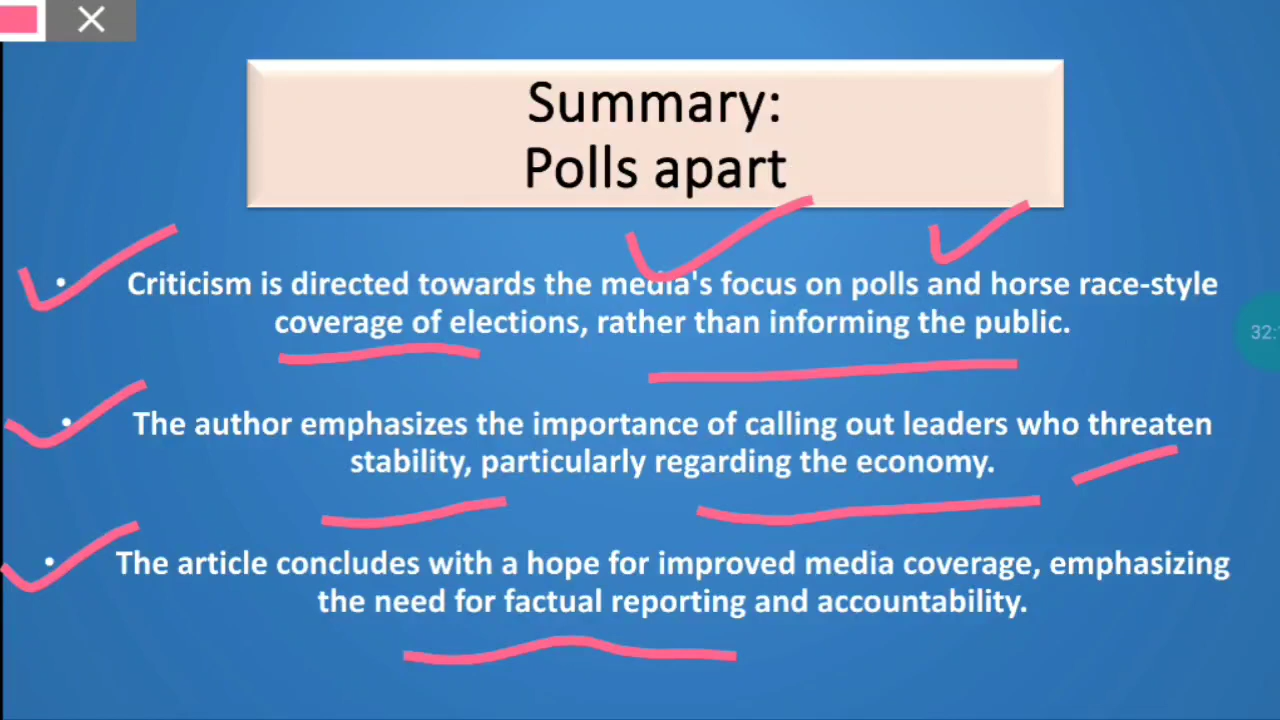 Summary:
Polls apart
• Criticism is directed towards the media's focus on polls and horse race-style
coverage of elections, rather than informing the public.
• The author emphasizes the importance of calling out leaders who threaten
stability, particularly regarding the economy.
• The article concludes with a hope for improved media coverage, emphasizing
the need for factual reporting and accountability.